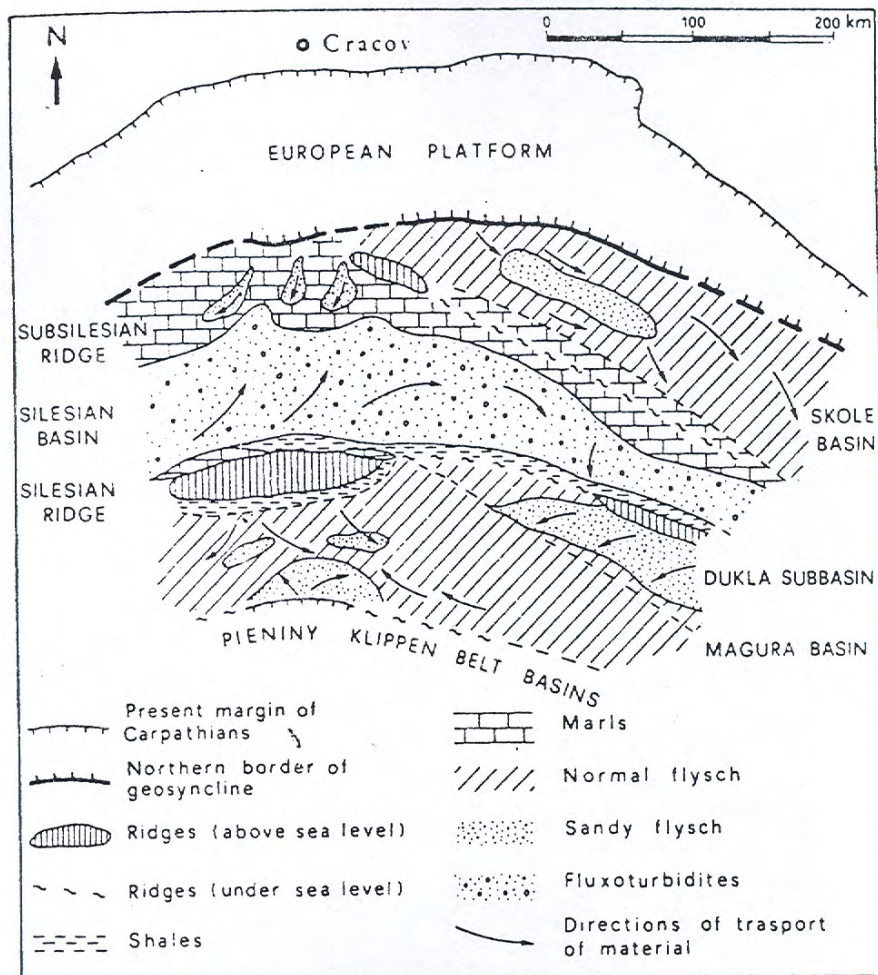 N
Cracov
0 100 200 km
EUROPEAN PLATFORM
SUBSILESIAN
RIDGE
SILESIAN
BASIN
SKOLE
BASIN
SILESIAN
RIDGE
DUKLA SUBBASIN
PIENINY KLIPPEN BELT BASINS
MAGURA BASIN
Present margin of
Carpathians
Northern border of
geosyncline
Ridges (above sea level)
Ridges (under sea level)
Shales
Marls
Normal flysch
Sandy flysch
Fluxoturbidites
Directions of trasport
of material